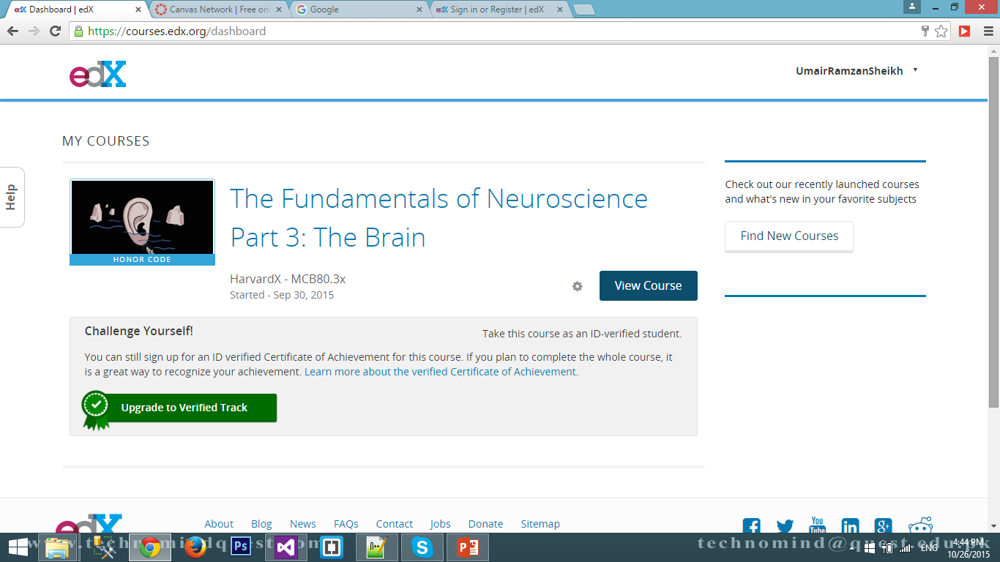 Dashboard | edX
Canvas Network | Free onl
Google
Sign in or Register | edX
https://courses.edx.org/dashboard
edX
UmairRamzanSheikh
MY COURSES
Help
HONOR CODE
The Fundamentals of Neuroscience
Part 3: The Brain
HarvardX - MCB80.3x
Started - Sep 30, 2015
View Course
Check out our recently launched courses
and what's new in your favorite subjects
Find New Courses
Challenge Yourself!
Take this course as an ID-verified student.
You can still sign up for an ID verified Certificate of Achievement for this course. If you plan to complete the whole course, it
is a great way to recognize your achievement. Learn more about the verified Certificate of Achievement.
Upgrade to Verified Track
edX
About Blog News FAQs Contact Jobs Donate Sitemap
You Tube
technomind@quest.edu.pk
ENG
4:44 PM
10/26/2015